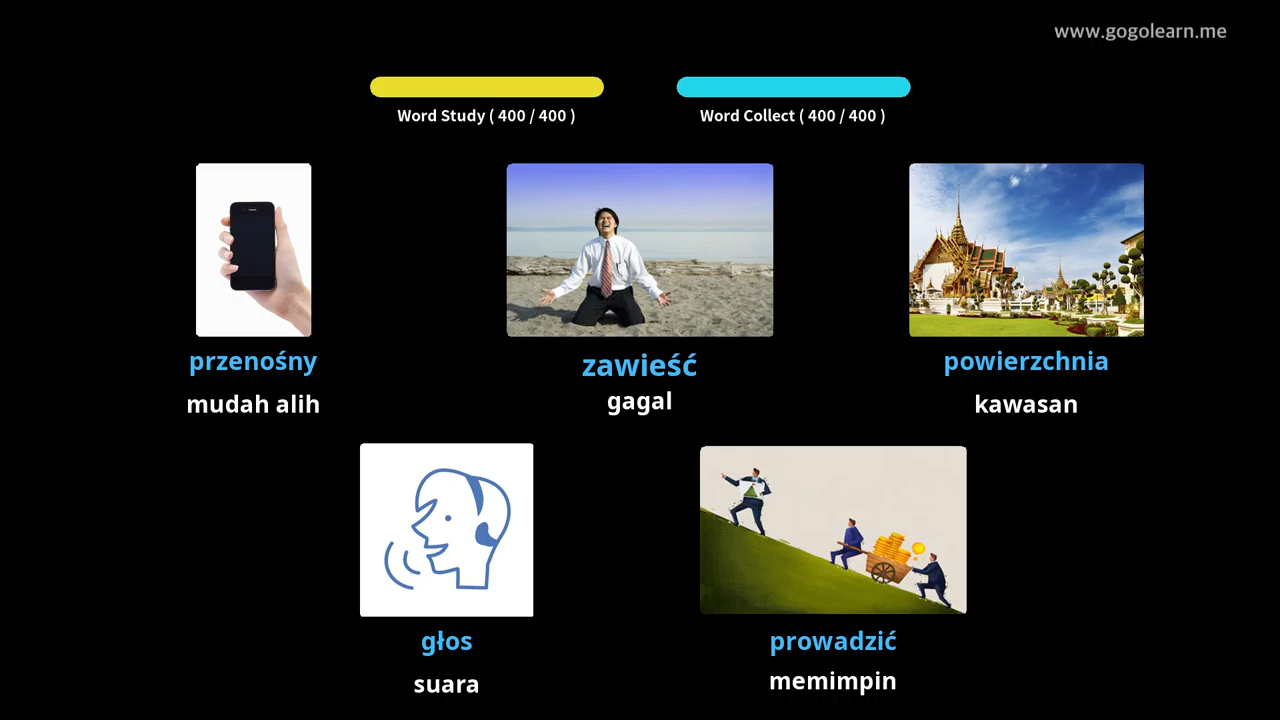 www.gogolearn.me
Word Study ( 400 / 400 )
Word Collect ( 400 / 400 )
przenośny
mudah alih
zawieść
gagal
powierzchnia
kawasan
głos
suara
prowadzić
memimpin